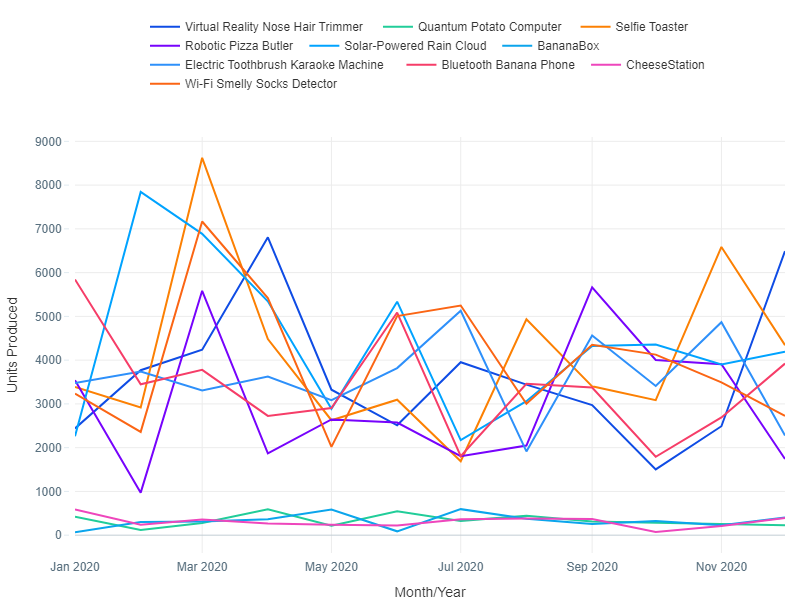 Virtual Reality Nose Hair Trimmer Quantum Potato Computer Selfie Toaster
Robotic Pizza Butler Solar-Powered Rain Cloud BananaBox
Electric Toothbrush Karaoke Machine Bluetooth Banana Phone CheeseStation
Wi-Fi Smelly Socks Detector
Units Produced
9000
8000
7000
6000
5000
4000
3000
2000
1000
0
Jan 2020 Mar 2020 May 2020 Jul 2020 Sep 2020 Nov 2020
Month/Year